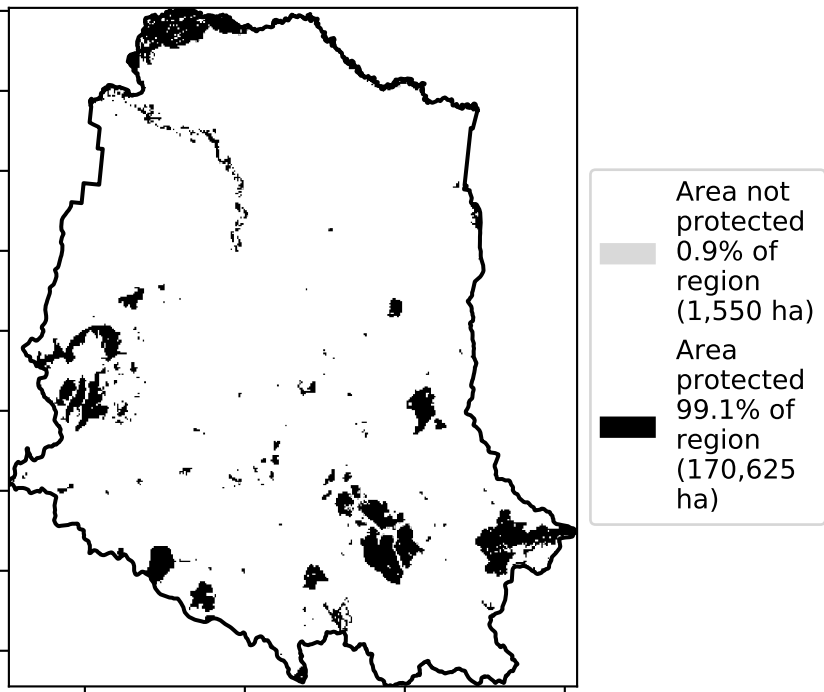 Area not
protected
0.9% of
region
(1,550 ha)
Area
protected
99.1% of
region
(170,625
ha)